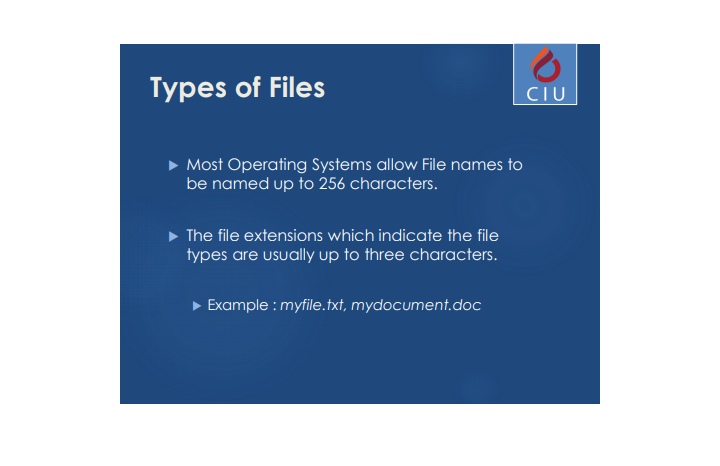 Types of Files
CIU
Most Operating Systems allow File names to
be named up to 256 characters.
The file extensions which indicate the file
types are usually up to three characters.
Example : myfile.txt, mydocument.doc